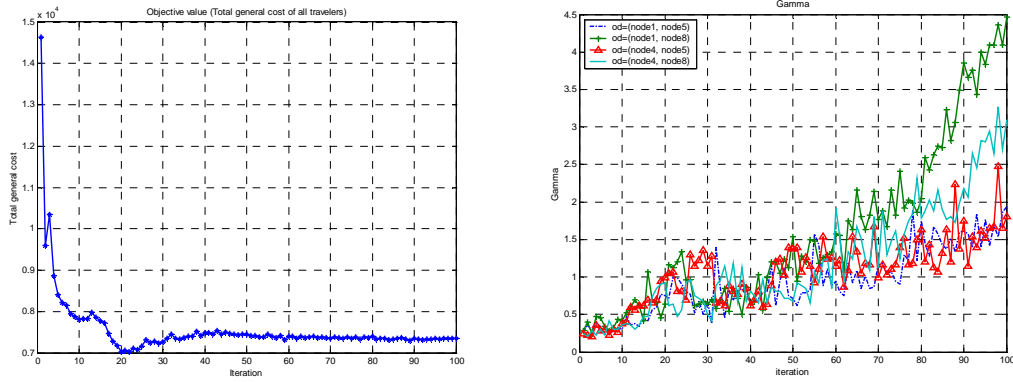 Objective value (Total general cost of all travelers)
x 10^4
1.5
1.4
1.3
1.2
1.1
1
0.9
0.8
0.7
Total general cost
0 10 20 30 40 50 60 70 80 90 100
Iteration
Gamma
od=(node1, node5)
od=(node1, node8)
od=(node4, node5)
od=(node4, node8)
4.5
4
3.5
3
2.5
2
1.5
1
0.5
0
Gamma
0 10 20 30 40 50 60 70 80 90 100
iteration